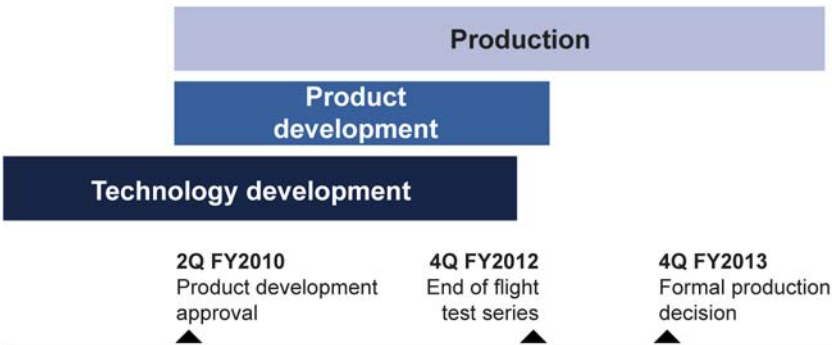 Production
Product
development
Technology development
2Q FY2010
Product development
approval
4Q FY2012
End of flight
test series
4Q FY2013
Formal production
decision